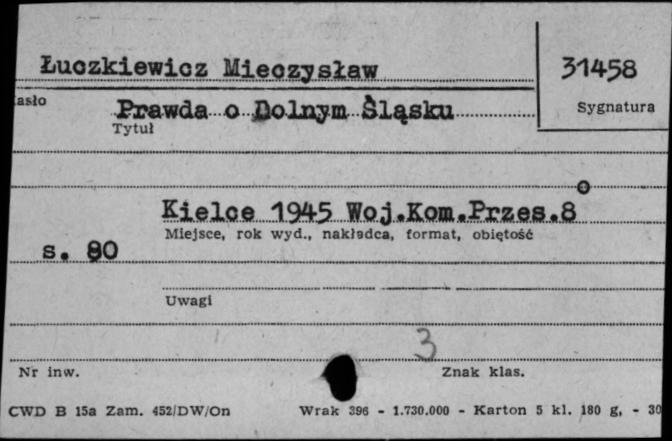 Łuczkiewicz Mieczysław
31458
asło
Prawda o Dolnym Śląsku
Sygnatura
Tytuł
Kielce 1945 Woj.Kom.Przes.8°
Miejsce, rok wyd., nakładca, format, objętość
s. 80
Uwagi
3
Nr inw.
Znak klas.
CWD B 15a Zam. 452/DW/On Wrak 396 - 1.730.000 - Karton 5 kl. 180 g, - 30